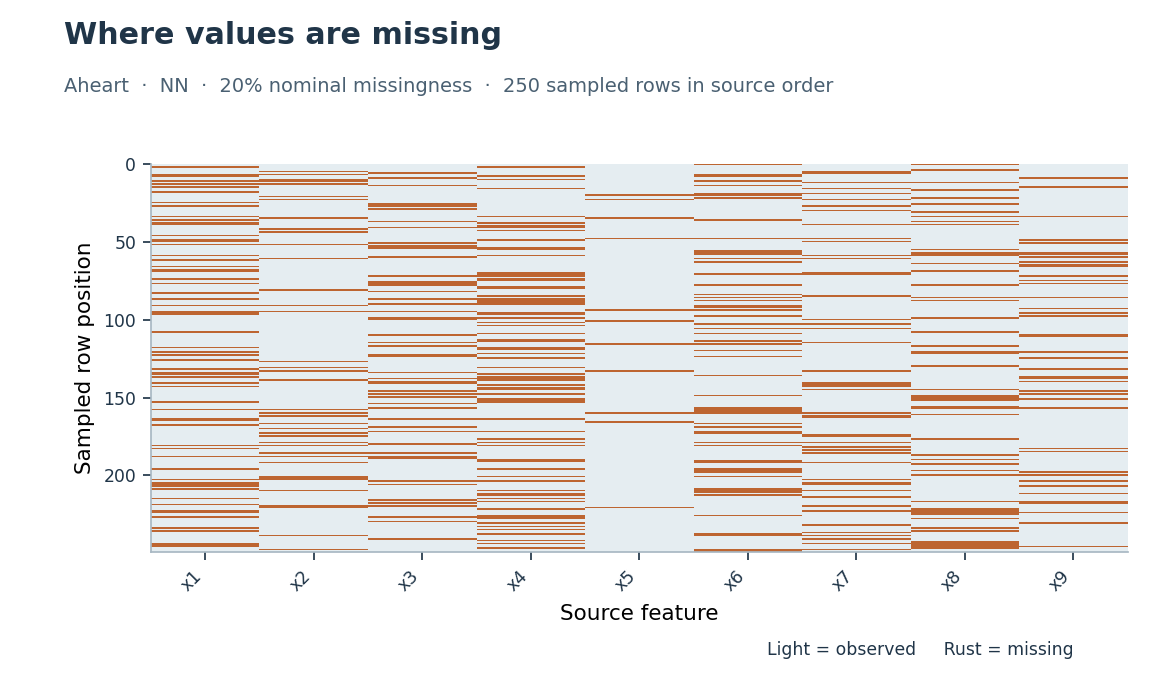 Where values are missing
Aheart · NN · 20% nominal missingness · 250 sampled rows in source order
0
50
100
150
200
Sampled row position
x1 x2 x3 x4 x5 x6 x7 x8 x9
Source feature
Light = observed Rust = missing